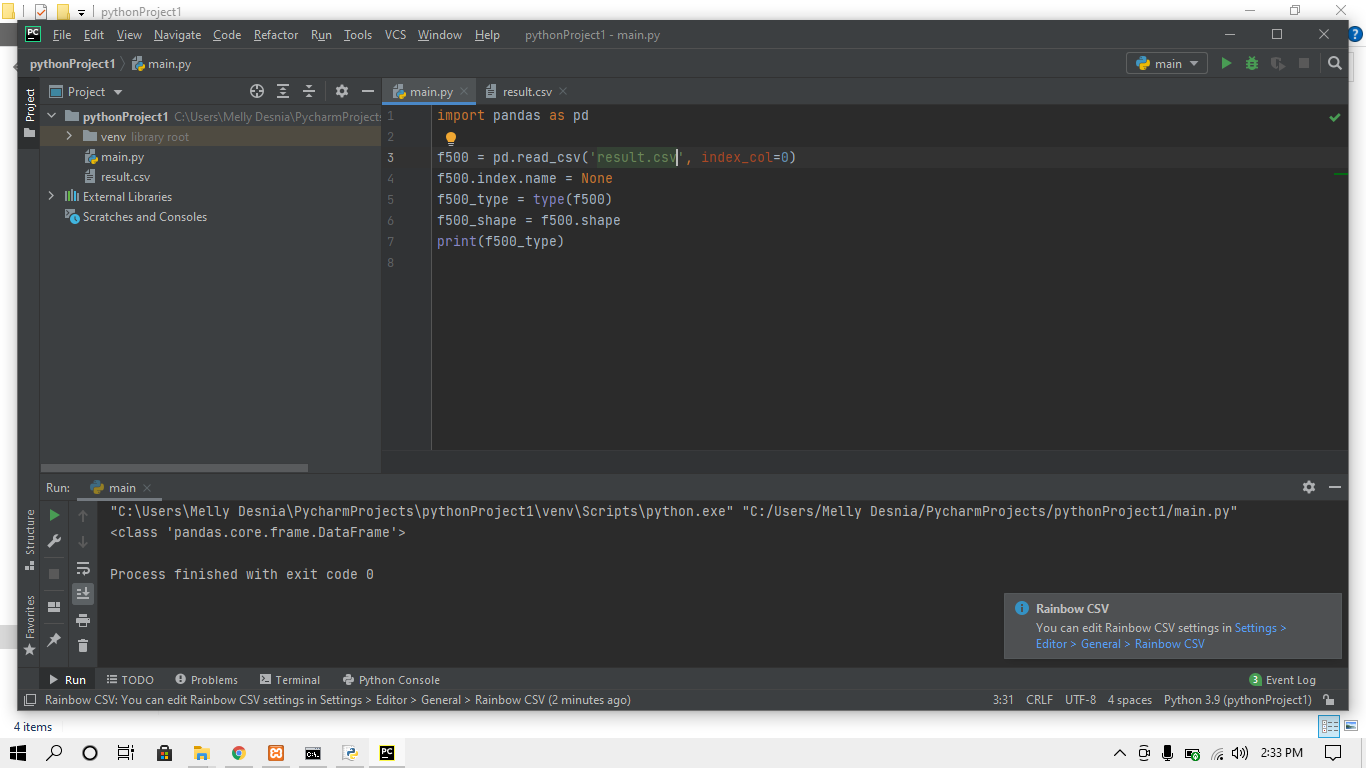 pythonProject1
PC File Edit View Navigate Code Refactor Run Tools VCS Window Help pythonProject1 - main.py
pythonProject1 main.py main
Project Project main.py result.csv
pythonProject1 C:\Users\Melly Desnia\PycharmProjects
venv library root
main.py
result.csv
External Libraries
Scratches and Consoles
1 import pandas as pd
2
3 f500 = pd.read_csv('result.csv', index_col=0)
4 f500.index.name = None
5 f500_type = type(f500)
6 f500_shape = f500.shape
7 print(f500_type)
8
Run: main
"C:\Users\Melly Desnia\PycharmProjects\pythonProject1\venv\Scripts\python.exe" "C:/Users/Melly Desnia/PycharmProjects/pythonProject1/main.py"
<class 'pandas.core.frame.DataFrame'>
Process finished with exit code 0
Structure
Favorites
Rainbow CSV
You can edit Rainbow CSV settings in Settings >
Editor > General > Rainbow CSV
Run TODO Problems Terminal Python Console 3 Event Log
Rainbow CSV: You can edit Rainbow CSV settings in Settings > Editor > General > Rainbow CSV (2 minutes ago) 3:31 CRLF UTF-8 4 spaces Python 3.9 (pythonProject1)
4 items
PC 2:33 PM